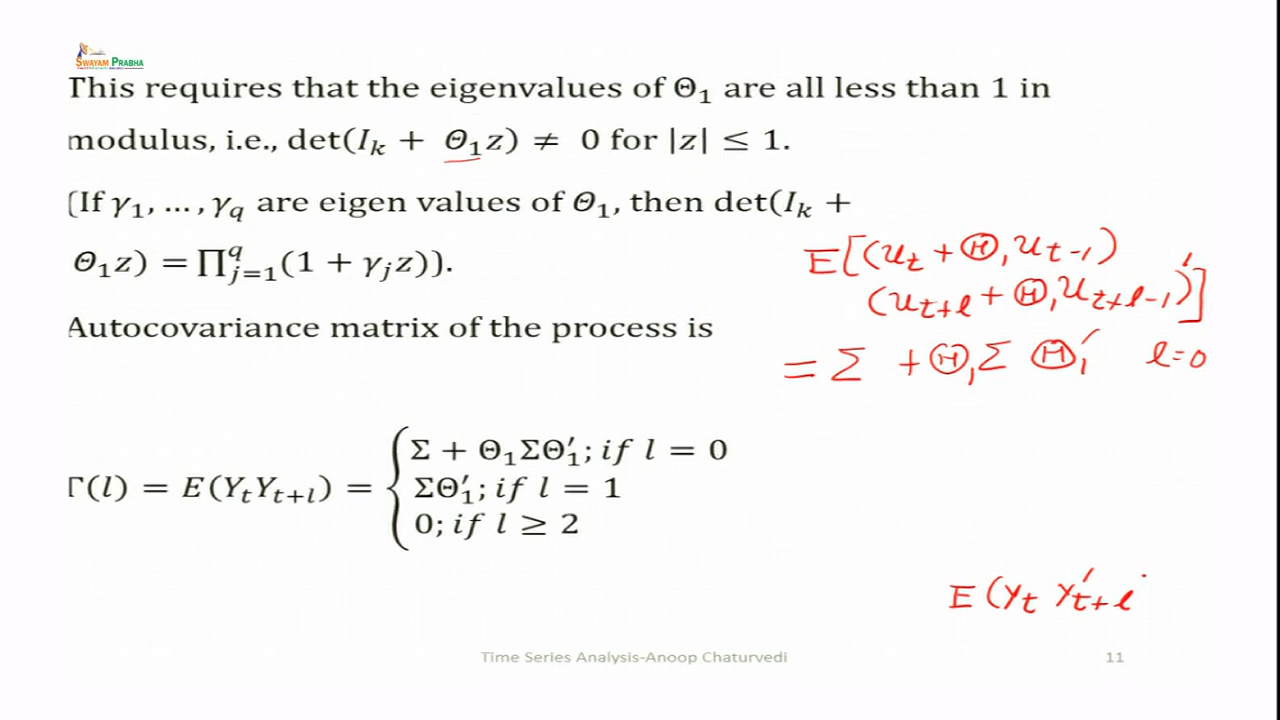 SWAYAM PRABHA
This requires that the eigenvalues of Θ₁ are all less than 1 in
modulus, i.e., det(Iₖ + Θ₁z) ≠ 0 for |z| ≤ 1.
(If γ₁, …, γ_q are eigen values of Θ₁, then det(Iₖ +
Θ₁z) = ∏_{j=1}^{q}(1 + γⱼz)).
E[(u_t + Θ₁u_{t-1})
(u_{t+l} + Θ₁u_{t+l-1})′]
Autocovariance matrix of the process is
= Σ + Θ₁ΣΘ₁′ l=0
Γ(l) = E(Y_tY_{t+l}) = { Σ + Θ₁ΣΘ₁′; if l = 0
ΣΘ₁′; if l = 1
0; if l ≥ 2
E(Y_t Y′_{t+l}
Time Series Analysis-Anoop Chaturvedi 11